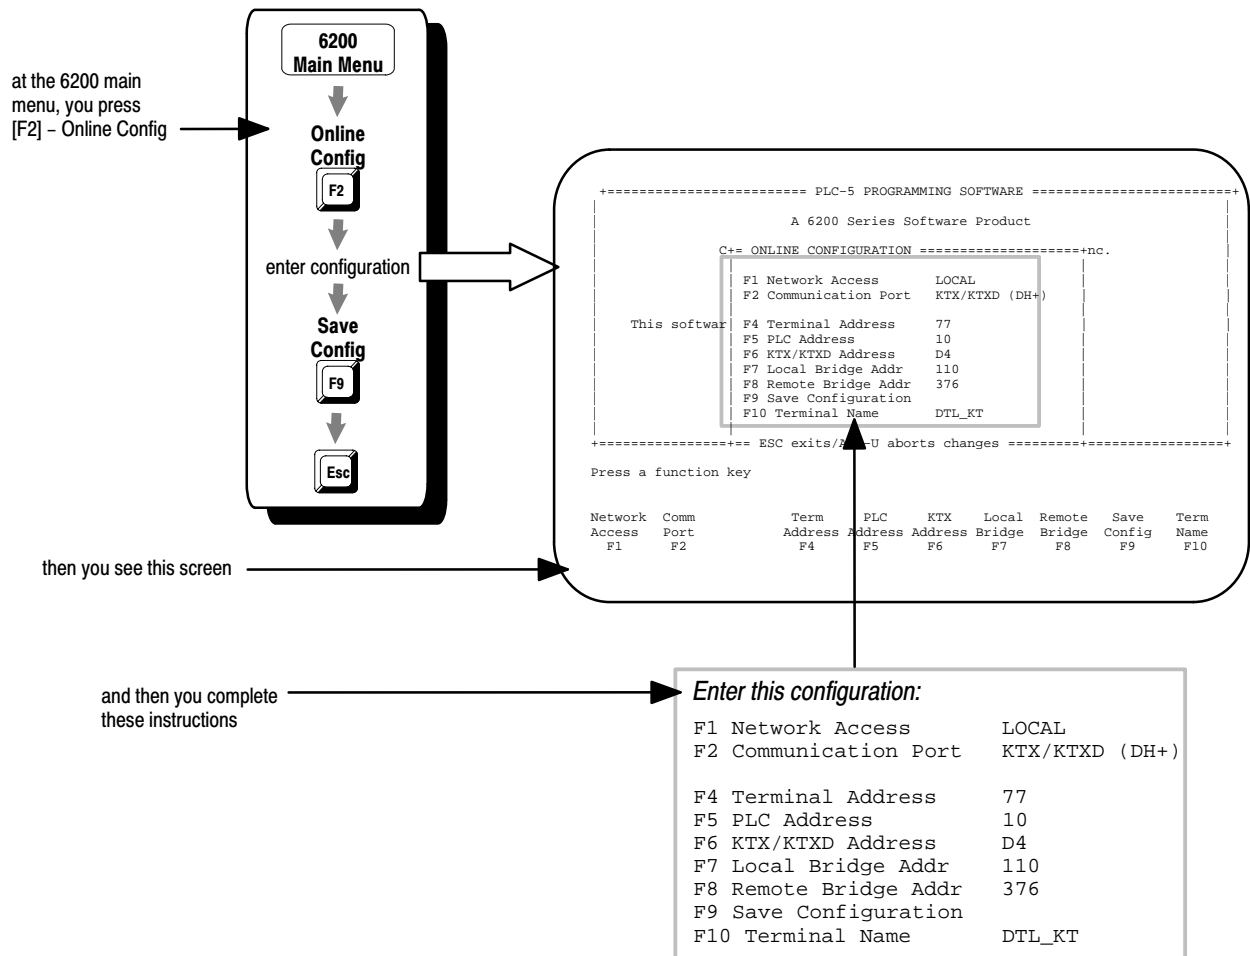 6200
Main Menu
at the 6200 main
menu, you press
[F2] – Online Config
Online
Config
F2
enter configuration
Save
Config
F9
Esc
+========================= PLC–5 PROGRAMMING SOFTWARE =========================+
A 6200 Series Software Product
C+= ONLINE CONFIGURATION ====================+nc.
F1 Network Access LOCAL
F2 Communication Port KTX/KTXD (DH+)
This softwar F4 Terminal Address 77
F5 PLC Address 10
F6 KTX/KTXD Address D4
F7 Local Bridge Addr 110
F8 Remote Bridge Addr 376
F9 Save Configuration
F10 Terminal Name DTL_KT
+================+== ESC exits/A –U aborts changes =========+================+
Press a function key
Network Comm Term PLC KTX Local Remote Save Term
Access Port Address Address Address Bridge Bridge Config Name
F1 F2 F4 F5 F6 F7 F8 F9 F10
then you see this screen
and then you complete
these instructions
Enter this configuration:
F1 Network Access LOCAL
F2 Communication Port KTX/KTXD (DH+)
F4 Terminal Address 77
F5 PLC Address 10
F6 KTX/KTXD Address D4
F7 Local Bridge Addr 110
F8 Remote Bridge Addr 376
F9 Save Configuration
F10 Terminal Name DTL_KT